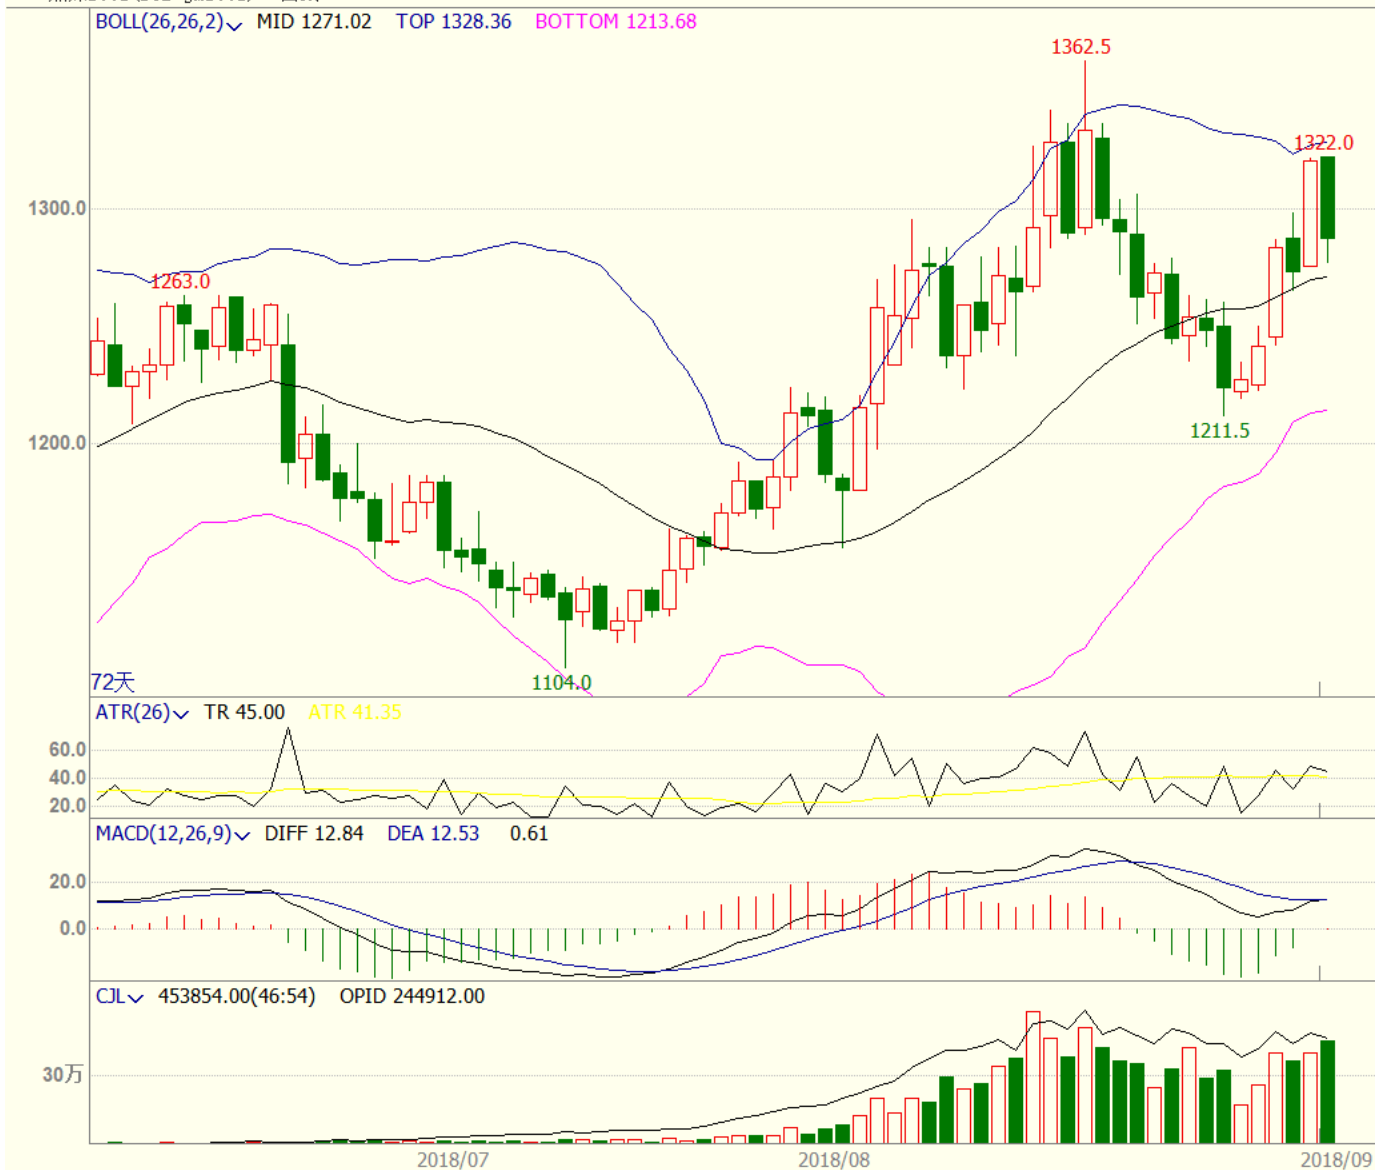 BOLL(26,26,2) MID 1271.02 TOP 1328.36 BOTTOM 1213.68
1362.5
1322.0
1300.0
1263.0
1200.0
1211.5
72天
1104.0
ATR(26) TR 45.00 ATR 41.35
60.0
40.0
20.0
MACD(12,26,9) DIFF 12.84 DEA 12.53 0.61
20.0
0.0
CJL 453854.00(46:54) OPID 244912.00
30万
2018/07 2018/08 2018/09